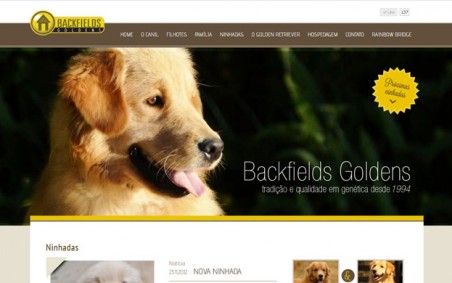 BACKFIELDS
GOLDENS
HOME O CANIL FILHOTES FAMÍLIA NINHADAS O GOLDEN RETRIEVER HOSPEDAGEM CONTATO RAINBOW BRIDGE
Próximas
ninhadas
Backfields Goldens
tradição e qualidade em genética desde 1994
Ninhadas
Notícia
NOVA NINHADA